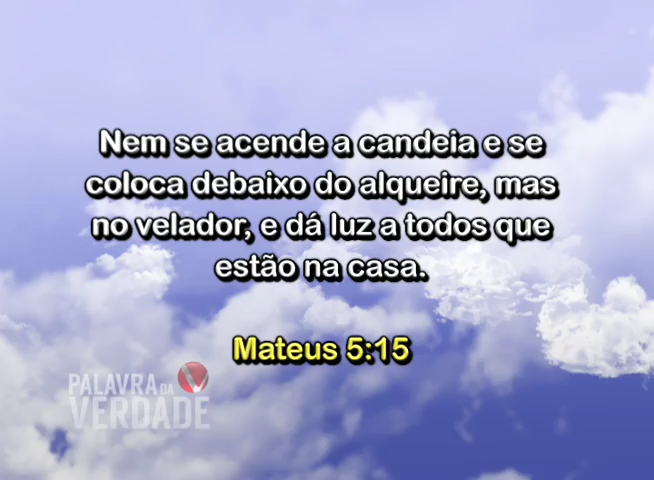 Nem se acende a candeia e se
coloca debaixo do alqueire, mas
no velador, e dá luz a todos que
estão na casa.
Mateus 5:15
PALAVRA DA
VERDADE